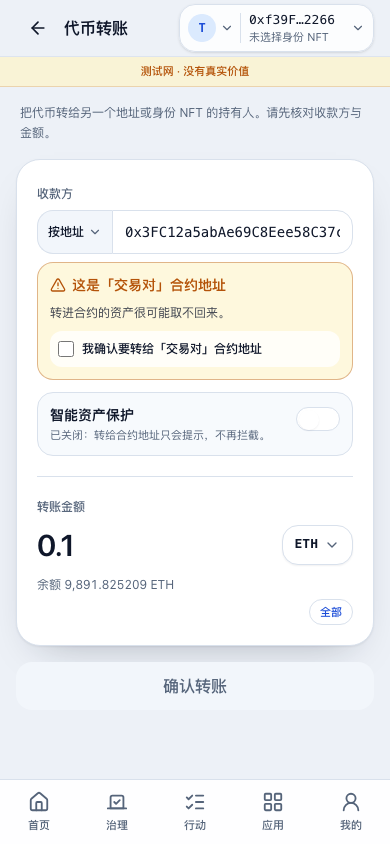 代币转账
T
0xf39F…2266
未选择身份 NFT
测试网 · 没有真实价值
把代币转给另一个地址或身份 NFT 的持有人。请先核对收款方与
金额。
收款方
按地址
0x3FC12a5abAe69C8Eee58C37c
这是「交易对」合约地址
转进合约的资产很可能取不回来。
我确认要转给「交易对」合约地址
智能资产保护
已关闭：转给合约地址只会提示，不再拦截。
转账金额
0.1
ETH
余额 9,891.825209 ETH
全部
确认转账
首页
治理
行动
应用
我的